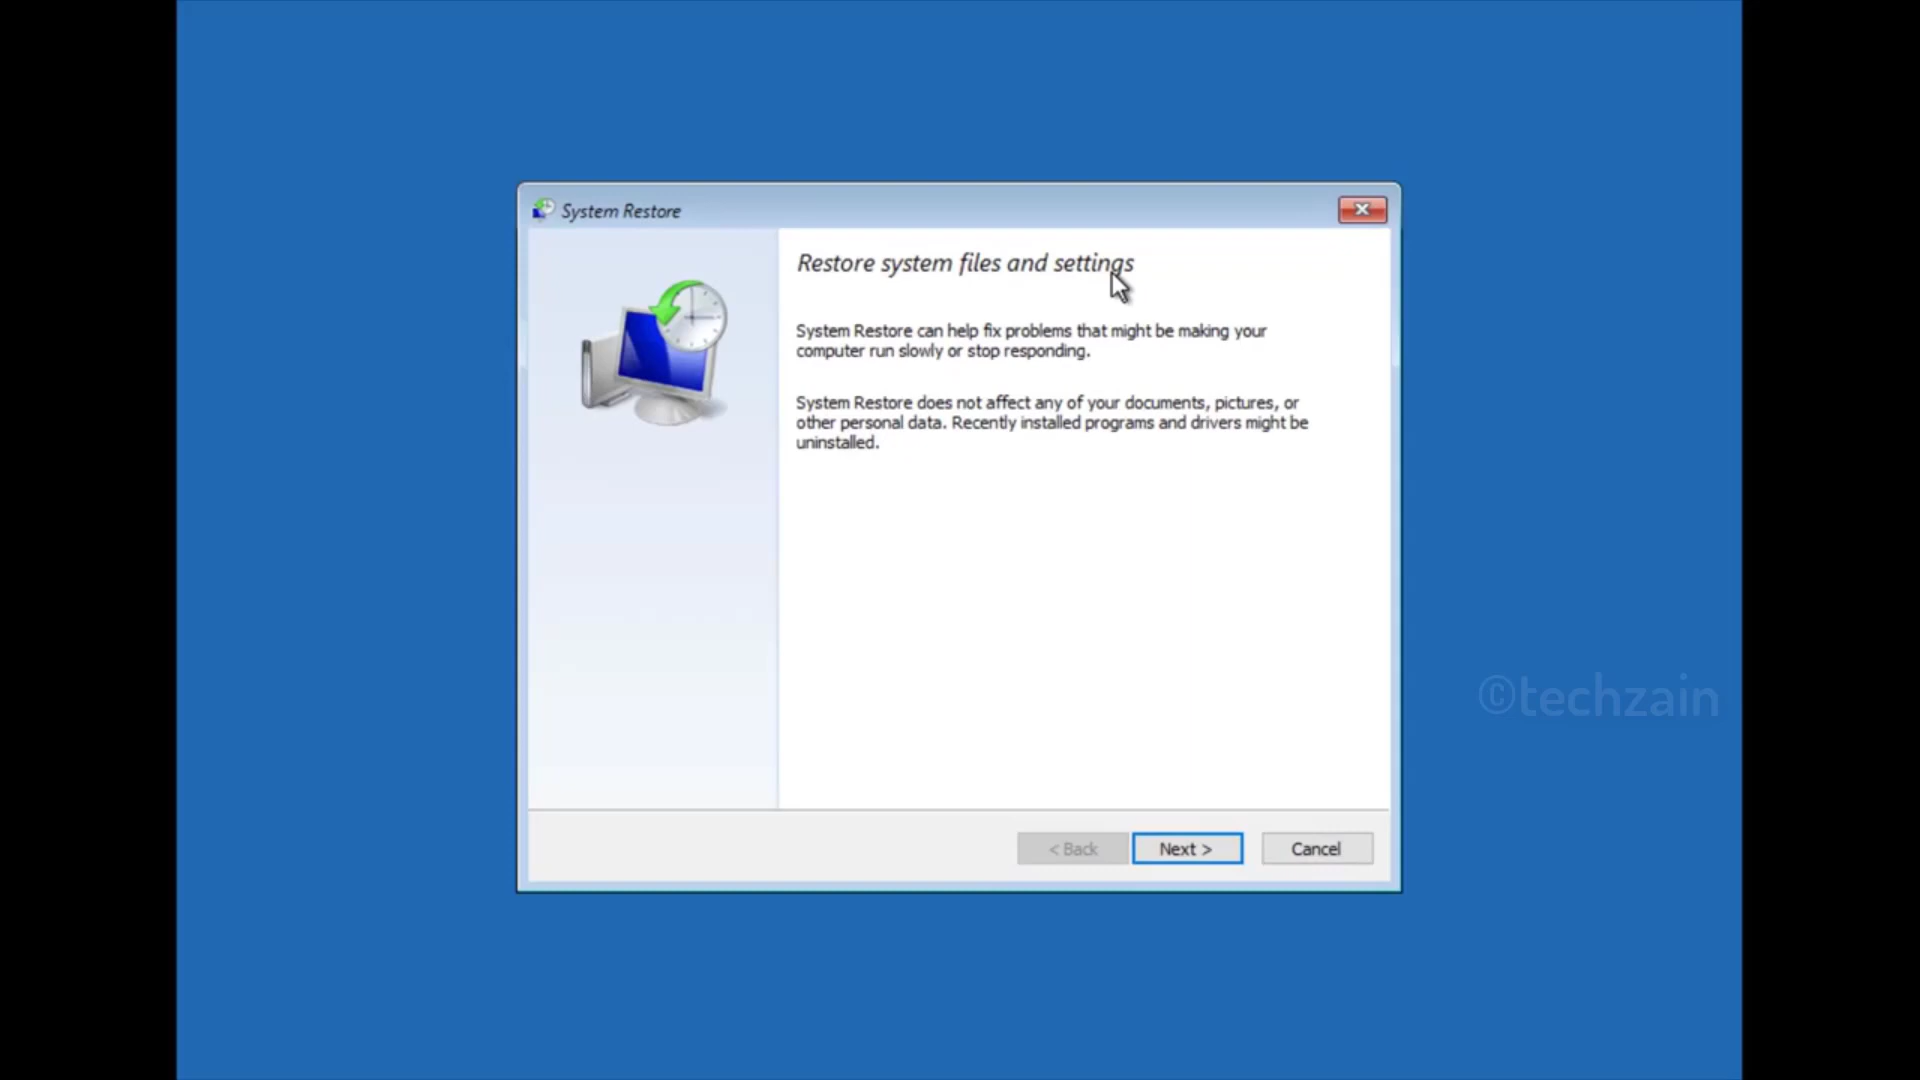 System Restore
Restore system files and settings
System Restore can help fix problems that might be making your
computer run slowly or stop responding.
System Restore does not affect any of your documents, pictures, or
other personal data. Recently installed programs and drivers might be
uninstalled.
©techzain
< Back
Next >
Cancel